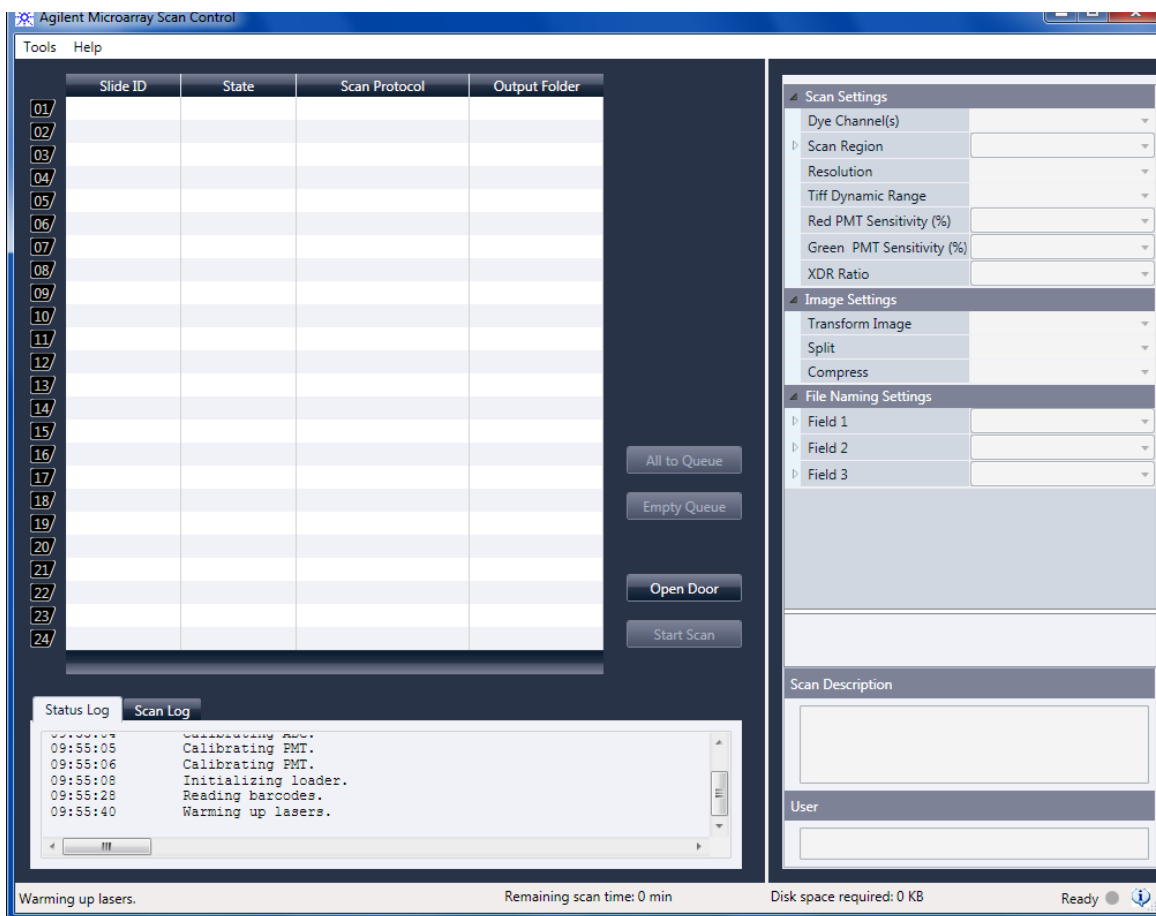 Agilent Microarray Scan Control
Tools Help
Slide ID State Scan Protocol Output Folder
01
02
03
04
05
06
07
08
09
10
11
12
13
14
15
16
17
18
19
20
21
22
23
24
All to Queue
Empty Queue
Open Door
Start Scan
Scan Settings
Dye Channel(s)
Scan Region
Resolution
Tiff Dynamic Range
Red PMT Sensitivity (%)
Green PMT Sensitivity (%)
XDR Ratio
Image Settings
Transform Image
Split
Compress
File Naming Settings
Field 1
Field 2
Field 3
Scan Description
User
Status Log Scan Log
09:55:04 Calibrating ADC.
09:55:05 Calibrating PMT.
09:55:06 Calibrating PMT.
09:55:08 Initializing loader.
09:55:28 Reading barcodes.
09:55:40 Warming up lasers.
Warming up lasers. Remaining scan time: 0 min Disk space required: 0 KB Ready